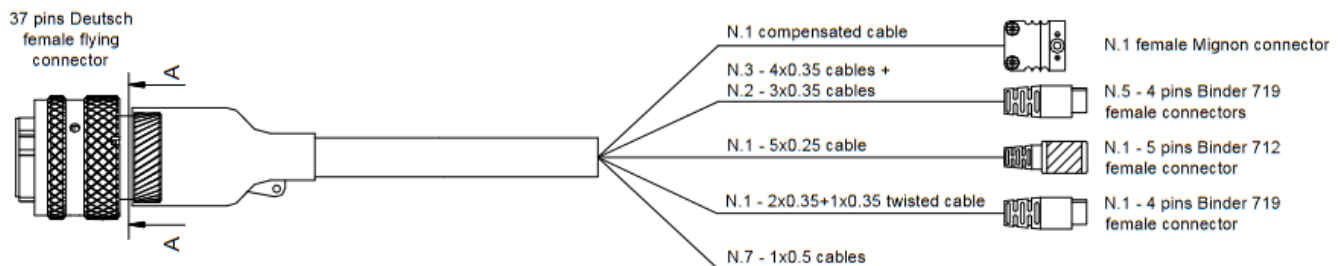 37 pins Deutsch
female flying
connector
A
A
N.1 compensated cable
N.1 female Mignon connector
N.3 - 4x0.35 cables +
N.2 - 3x0.35 cables
N.5 - 4 pins Binder 719
female connectors
N.1 - 5x0.25 cable
N.1 - 5 pins Binder 712
female connector
N.1 - 2x0.35+1x0.35 twisted cable
N.1 - 4 pins Binder 719
female connector
N.7 - 1x0.5 cables